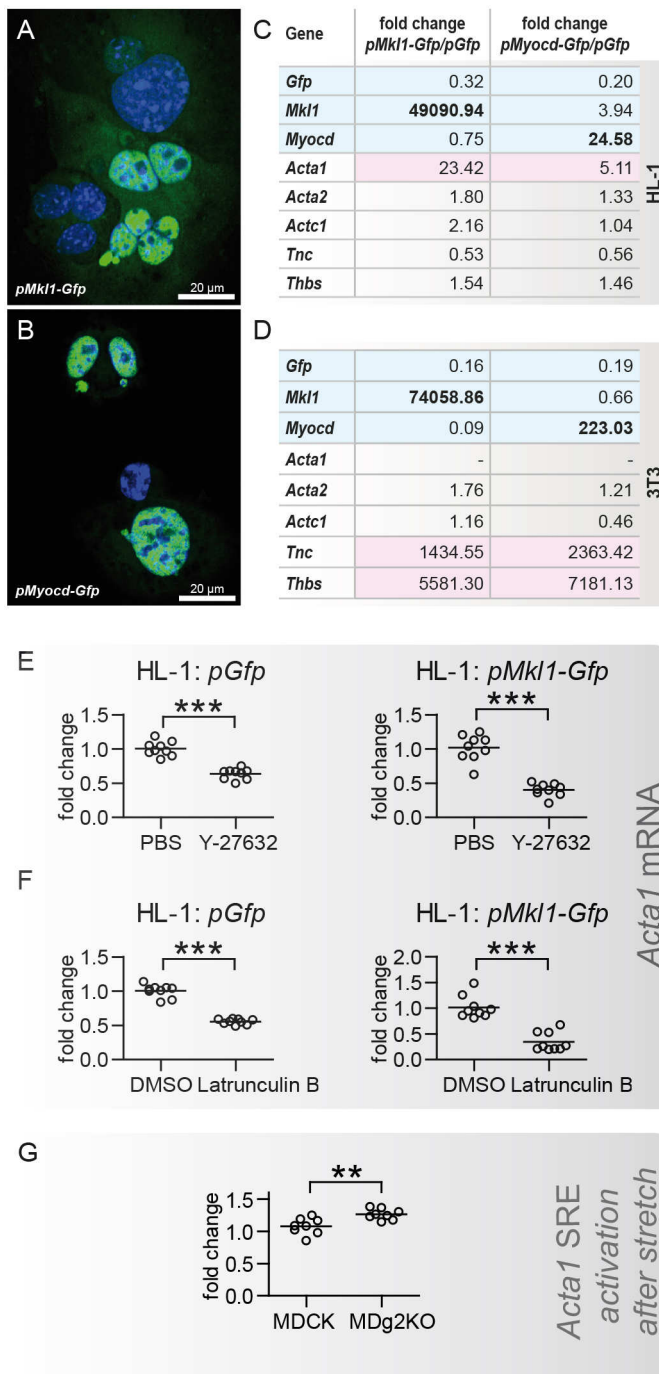 A
pMkl1-Gfp
20 µm
B
pMyocd-Gfp
20 µm
C
Gene fold change pMkl1-Gfp/pGfp fold change pMyocd-Gfp/pGfp
Gfp 0.32 0.20
Mkl1 49090.94 3.94
Myocd 0.75 24.58
Acta1 23.42 5.11
Acta2 1.80 1.33
Actc1 2.16 1.04
Tnc 0.53 0.56
Thbs 1.54 1.46
HL-1
D
Gfp 0.16 0.19
Mkl1 74058.86 0.66
Myocd 0.09 223.03
Acta1 - -
Acta2 1.76 1.21
Actc1 1.16 0.46
Tnc 1434.55 2363.42
Thbs 5581.30 7181.13
3T3
E
HL-1: pGfp
***
fold change
1.5
1.0
0.5
0.0
PBS Y-27632
HL-1: pMkl1-Gfp
***
fold change
1.5
1.0
0.5
0.0
PBS Y-27632
F
HL-1: pGfp
***
fold change
1.5
1.0
0.5
0.0
DMSO Latrunculin B
HL-1: pMkl1-Gfp
***
fold change
2.0
1.5
1.0
0.5
0.0
DMSO Latrunculin B
Acta1 mRNA
G
**
fold change
1.5
1.0
0.5
0.0
MDCK MDg2KO
Acta1 SRE
activation
after stretch